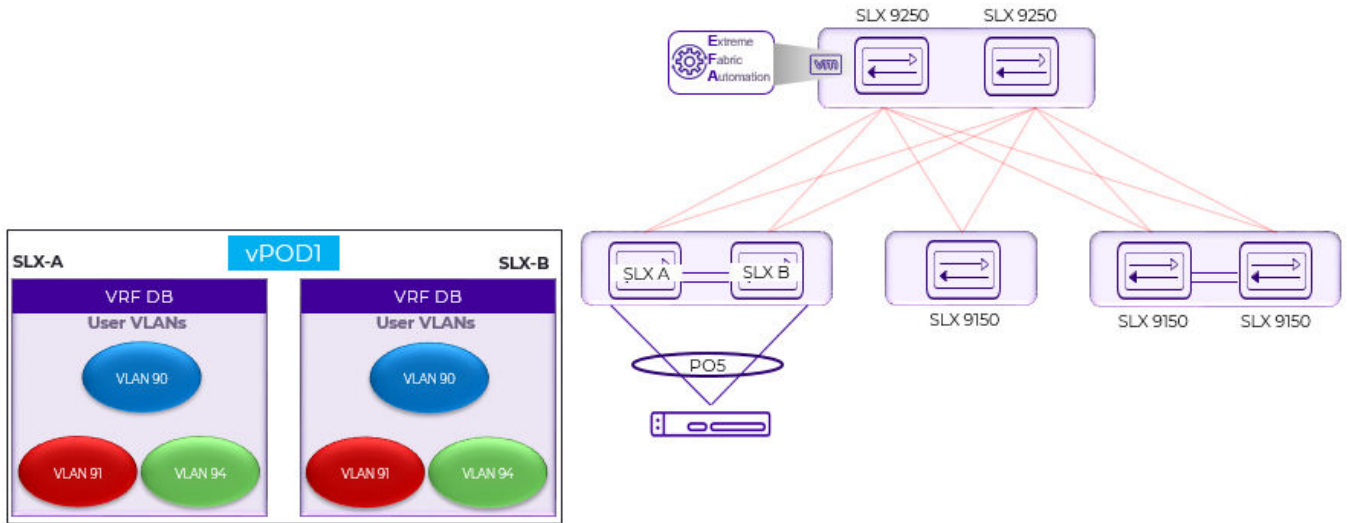 SLX 9250
SLX 9250
Extreme
Fabric
Automation
vm
vPOD1
SLX-A
SLX-B
VRF DB
VRF DB
User VLANs
User VLANs
VLAN 90
VLAN 90
VLAN 91
VLAN 94
VLAN 91
VLAN 94
SLX A
SLX B
SLX 9150
SLX 9150
SLX 9150
PO5